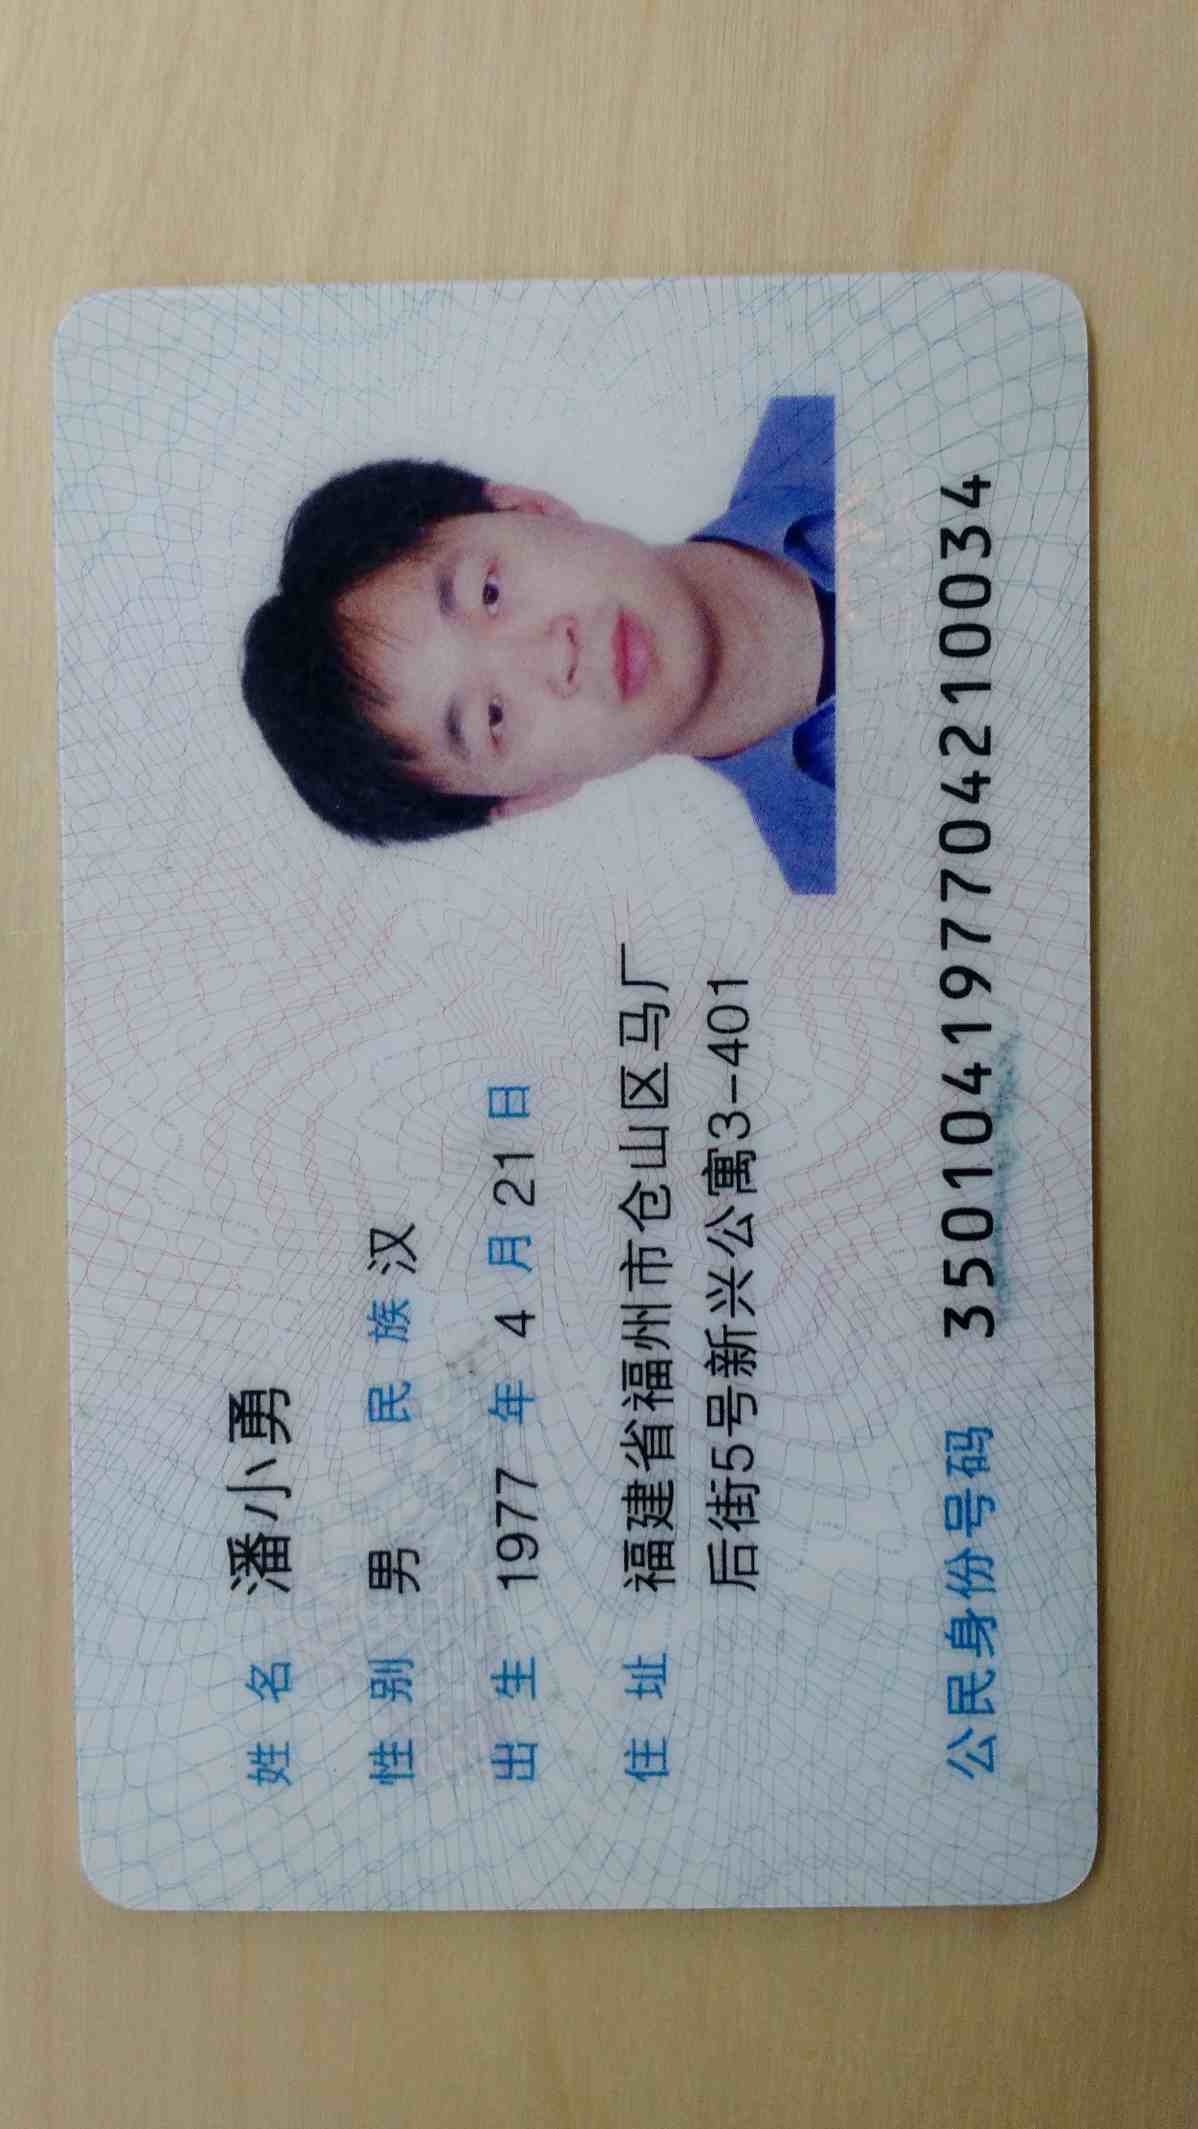 姓名 潘小勇
性别 男 民族 汉
出生 1977 年 4 月 21 日
住址 福建省福州市仓山区马厂
后街5号新兴公寓3-401
公民身份号码 350104197704210034